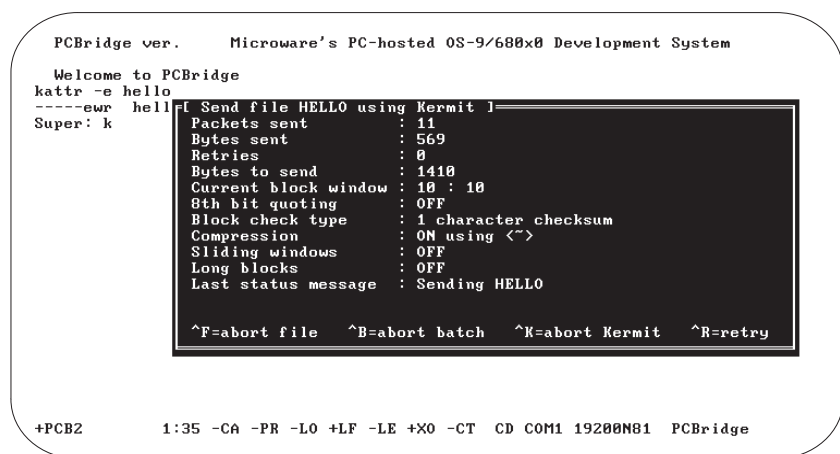 PCBridge ver. Microware's PC-hosted OS-9/680x0 Development System
Welcome to PCBridge
kattr -e hello
-----ewr hell
Super: k
[ Send file HELLO using Kermit ]
Packets sent : 11
Bytes sent : 569
Retries : 0
Bytes to send : 1410
Current block window : 10 : 10
8th bit quoting : OFF
Block check type : 1 character checksum
Compression : ON using <~>
Sliding windows : OFF
Long blocks : OFF
Last status message : Sending HELLO
^F=abort file ^B=abort batch ^K=abort Kermit ^R=retry
+PCB2 1:35 -CA -PR -LO +LF -LE +XO -CT CD COM1 19200N81 PCBridge